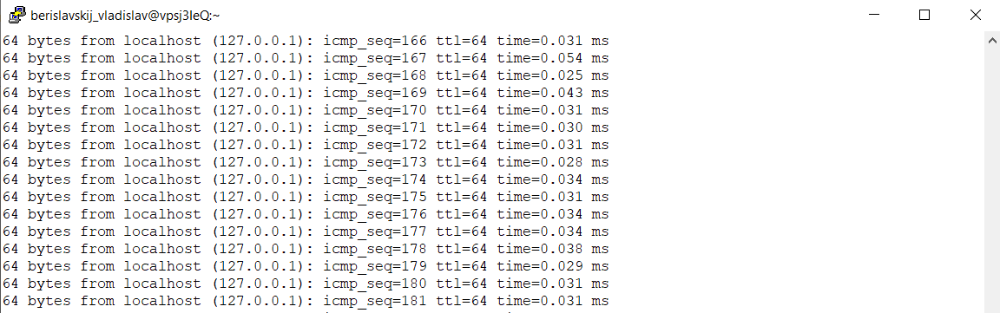 berislavskij_vladislav@vpsj3IeQ:~
64 bytes from localhost (127.0.0.1): icmp_seq=166 ttl=64 time=0.031 ms
64 bytes from localhost (127.0.0.1): icmp_seq=167 ttl=64 time=0.054 ms
64 bytes from localhost (127.0.0.1): icmp_seq=168 ttl=64 time=0.025 ms
64 bytes from localhost (127.0.0.1): icmp_seq=169 ttl=64 time=0.043 ms
64 bytes from localhost (127.0.0.1): icmp_seq=170 ttl=64 time=0.031 ms
64 bytes from localhost (127.0.0.1): icmp_seq=171 ttl=64 time=0.030 ms
64 bytes from localhost (127.0.0.1): icmp_seq=172 ttl=64 time=0.031 ms
64 bytes from localhost (127.0.0.1): icmp_seq=173 ttl=64 time=0.028 ms
64 bytes from localhost (127.0.0.1): icmp_seq=174 ttl=64 time=0.034 ms
64 bytes from localhost (127.0.0.1): icmp_seq=175 ttl=64 time=0.031 ms
64 bytes from localhost (127.0.0.1): icmp_seq=176 ttl=64 time=0.034 ms
64 bytes from localhost (127.0.0.1): icmp_seq=177 ttl=64 time=0.034 ms
64 bytes from localhost (127.0.0.1): icmp_seq=178 ttl=64 time=0.038 ms
64 bytes from localhost (127.0.0.1): icmp_seq=179 ttl=64 time=0.029 ms
64 bytes from localhost (127.0.0.1): icmp_seq=180 ttl=64 time=0.031 ms
64 bytes from localhost (127.0.0.1): icmp_seq=181 ttl=64 time=0.031 ms